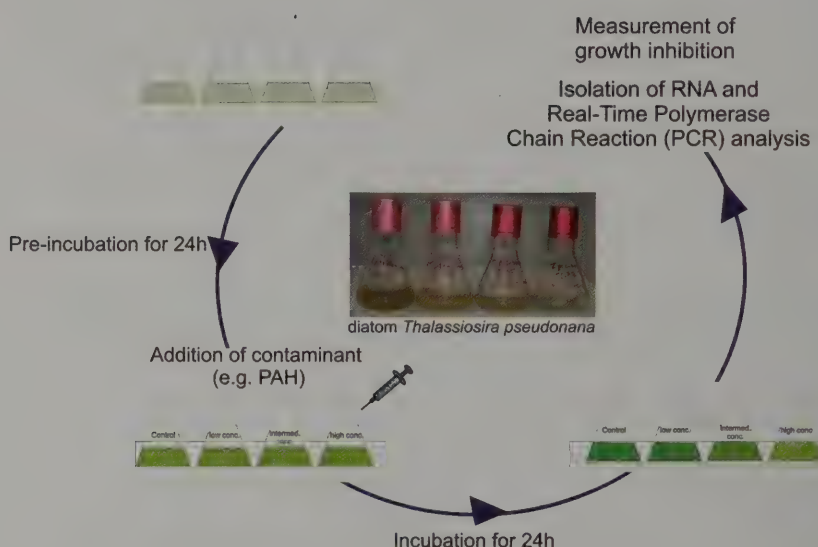 Measurement of
growth inhibition
Isolation of RNA and
Real-Time Polymerase
Chain Reaction (PCR) analysis
Pre-incubation for 24h
diatom Thalassiosira pseudonana
Addition of contaminant
(e.g. PAH)
Control
/low conc.
/intermed.
conc.
/high conc.
Control
/low conc.
Intermed.
conc.
/high conc
Incubation for 24h